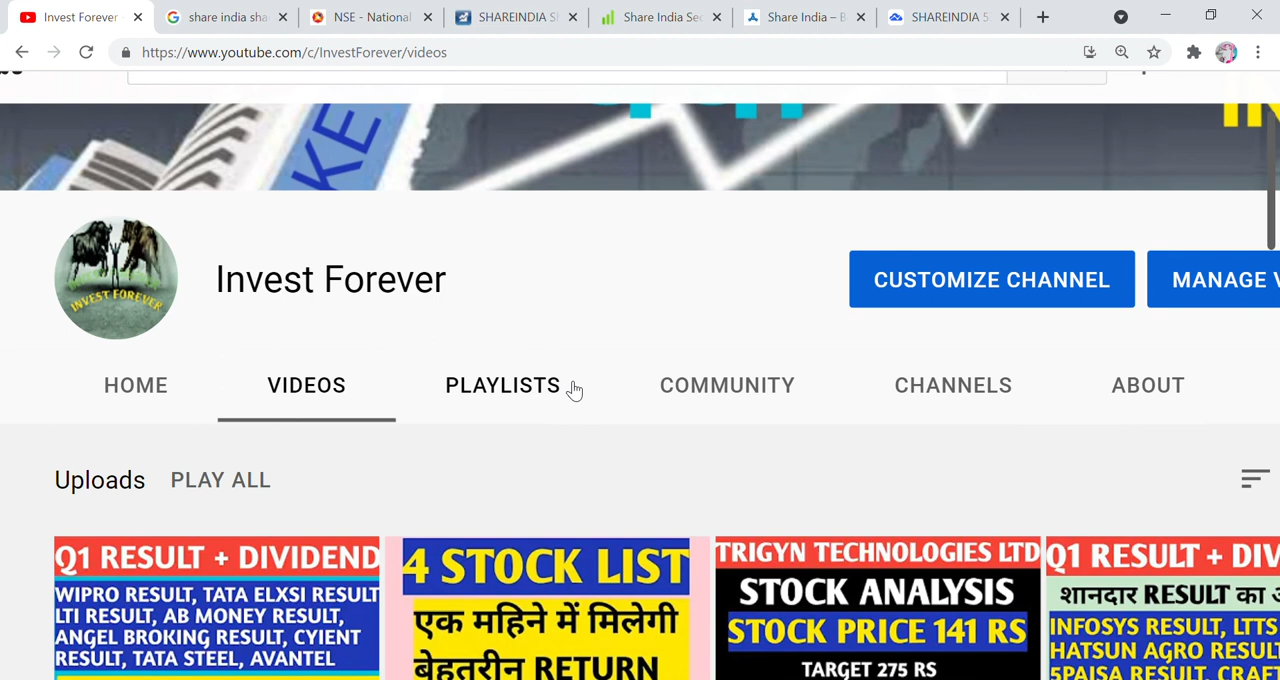 Invest Forever
share india sha
NSE - National
SHAREINDIA S
Share India Sec
Share India – B
SHAREINDIA 5
https://www.youtube.com/c/InvestForever/videos
KE
INVEST FOREVER
Invest Forever
CUSTOMIZE CHANNEL
MANAGE V
HOME
VIDEOS
PLAYLISTS
COMMUNITY
CHANNELS
ABOUT
Uploads
PLAY ALL
Q1 RESULT + DIVIDEND
WIPRO RESULT, TATA ELXSI RESULT
LTI RESULT, AB MONEY RESULT,
ANGEL BROKING RESULT, CYIENT
RESULT, TATA STEEL, AVANTEL
4 STOCK LIST
एक महिने में मिलेगी
बेहतरीन RETURN
TRIGYN TECHNOLOGIES LTD
STOCK ANALYSIS
STOCK PRICE 141 RS
TARGET 275 RS
Q1 RESULT + DIV
शानदार RESULT का
INFOSYS RESULT, LTTS
HATSUN AGRO RESUL
5PAISA RESULT, CRAF